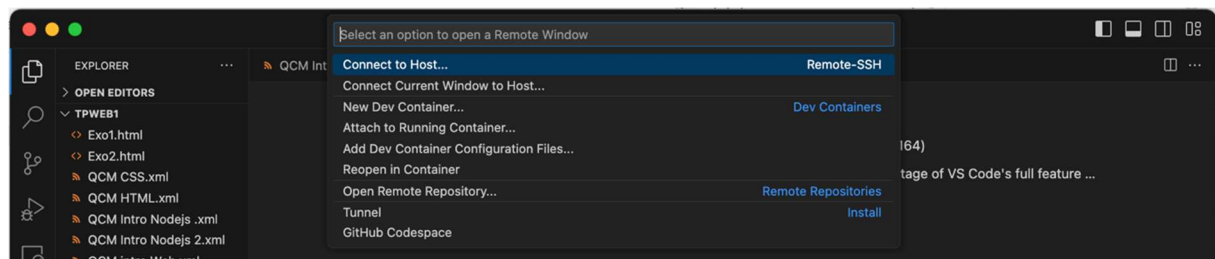 Select an option to open a Remote Window
EXPLORER ...
QCM Int
Connect to Host... Remote-SSH
Connect Current Window to Host...
> OPEN EDITORS
New Dev Container... Dev Containers
TPWEB1
Attach to Running Container...
Exo1.html
Add Dev Container Configuration Files...
164)
Exo2.html
Reopen in Container
tage of VS Code's full feature ...
QCM CSS.xml
Open Remote Repository... Remote Repositories
QCM HTML.xml
Tunnel Install
QCM Intro Nodejs .xml
GitHub Codespace
QCM Intro Nodejs 2.xml